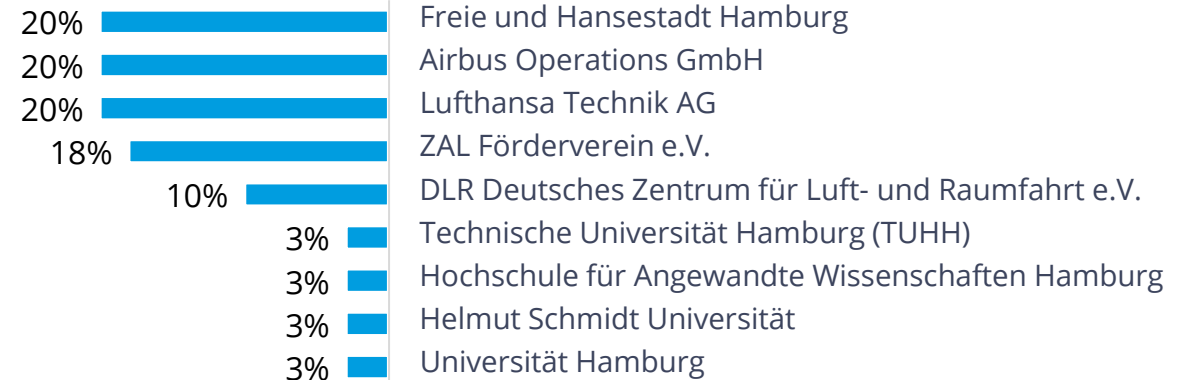 20% Freie und Hansestadt Hamburg
20% Airbus Operations GmbH
20% Lufthansa Technik AG
18% ZAL Förderverein e.V.
10% DLR Deutsches Zentrum für Luft- und Raumfahrt e.V.
3% Technische Universität Hamburg (TUHH)
3% Hochschule für Angewandte Wissenschaften Hamburg
3% Helmut Schmidt Universität
3% Universität Hamburg